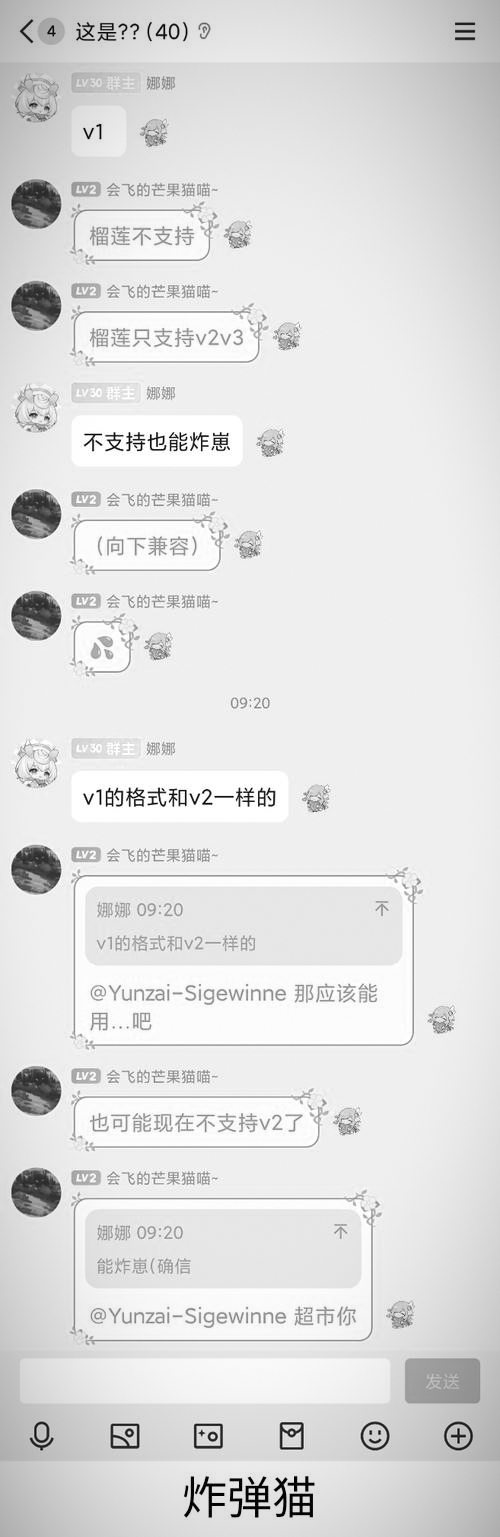 4 这是??(40)
LV30 群主 娜娜
v1
LV2 会飞的芒果猫喵~
榴莲不支持
LV2 会飞的芒果猫喵~
榴莲只支持v2v3
LV30 群主 娜娜
不支持也能炸崽
LV2 会飞的芒果猫喵~
（向下兼容）
LV2 会飞的芒果猫喵~
09:20
LV30 群主 娜娜
v1的格式和v2一样的
LV2 会飞的芒果猫喵~
娜娜 09:20
v1的格式和v2一样的
@Yunzai-Sigewinne 那应该能
用...吧
LV2 会飞的芒果猫喵~
也可能现在不支持v2了
LV2 会飞的芒果猫喵~
娜娜 09:20
能炸崽(确信
@Yunzai-Sigewinne 超市你
发送
炸弹猫